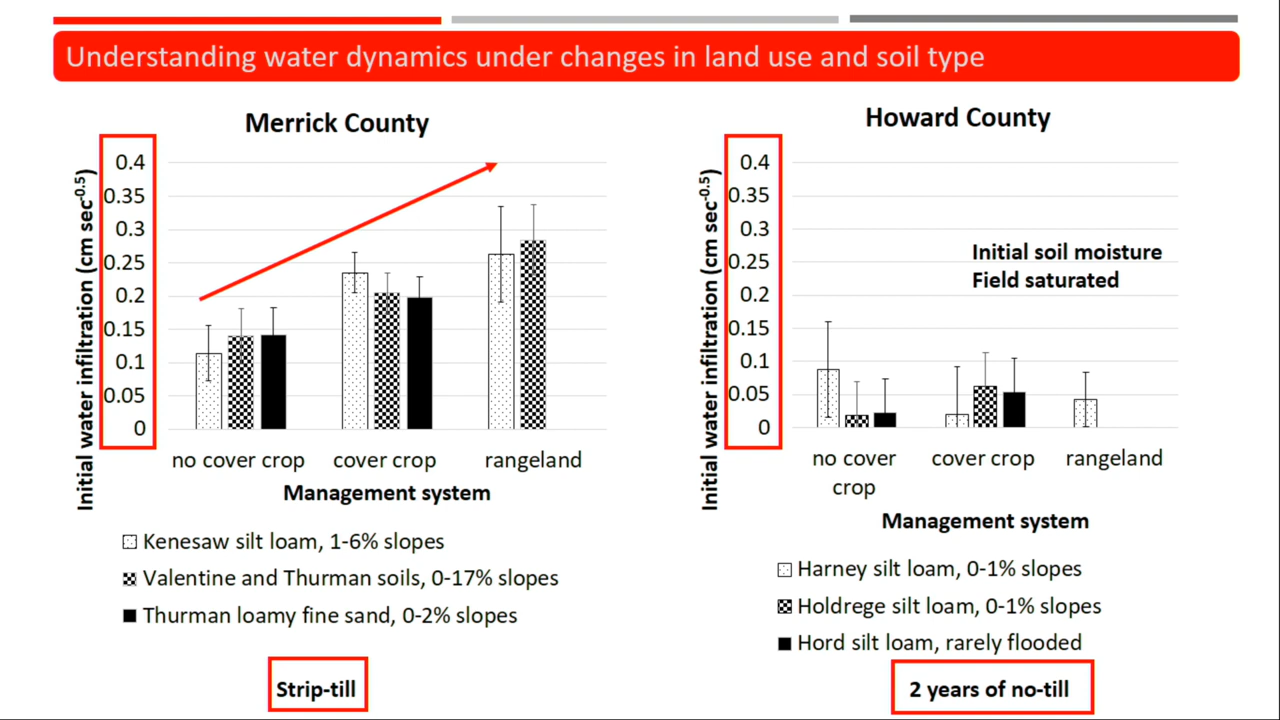 Understanding water dynamics under changes in land use and soil type
Merrick County
Initial water infiltration (cm sec-0.5)
0.4
0.35
0.3
0.25
0.2
0.15
0.1
0.05
0
no cover crop
cover crop
rangeland
Management system
Kenesaw silt loam, 1-6% slopes
Valentine and Thurman soils, 0-17% slopes
Thurman loamy fine sand, 0-2% slopes
Strip-till
Howard County
Initial water infiltration (cm sec-0.5)
0.4
0.35
0.3
0.25
0.2
0.15
0.1
0.05
0
Initial soil moisture
Field saturated
no cover
crop
cover crop
rangeland
Management system
Harney silt loam, 0-1% slopes
Holdrege silt loam, 0-1% slopes
Hord silt loam, rarely flooded
2 years of no-till